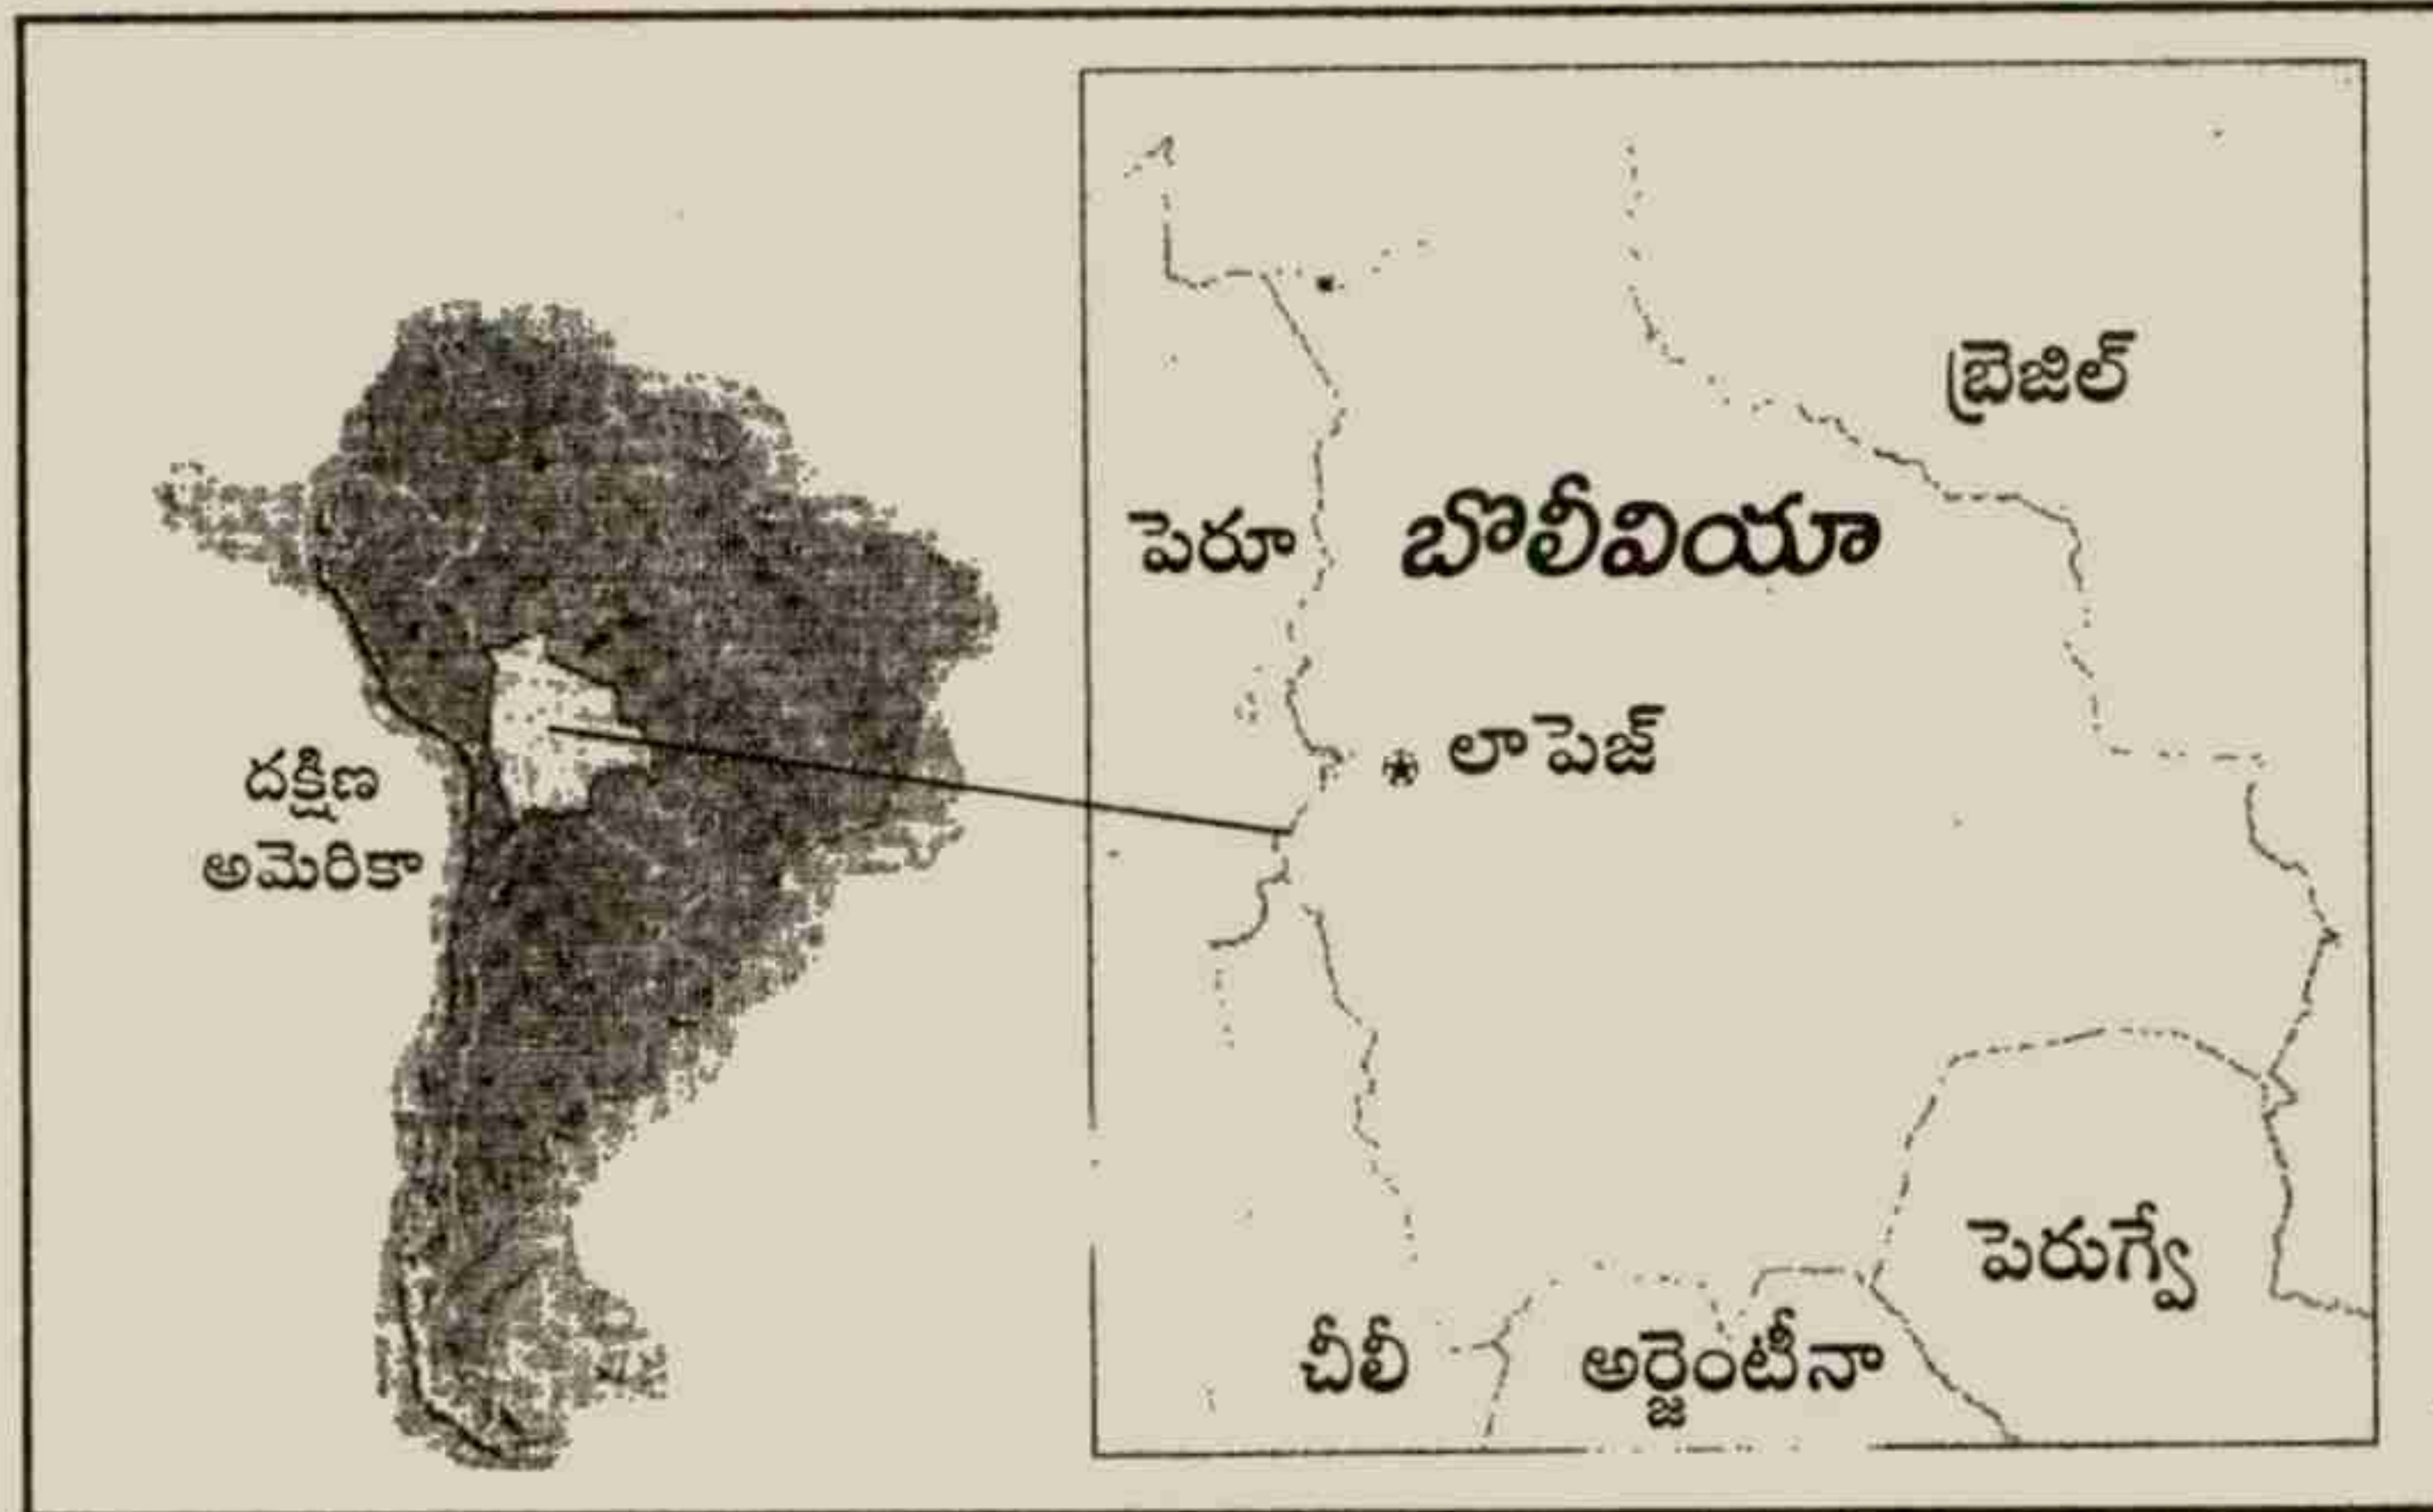 దక్షిణ
అమెరికా
బ్రెజిల్
పెరూ
బొలీవియా
లా పెజ్
పెరుగ్వే
చీలీ
అర్జెంటీనా